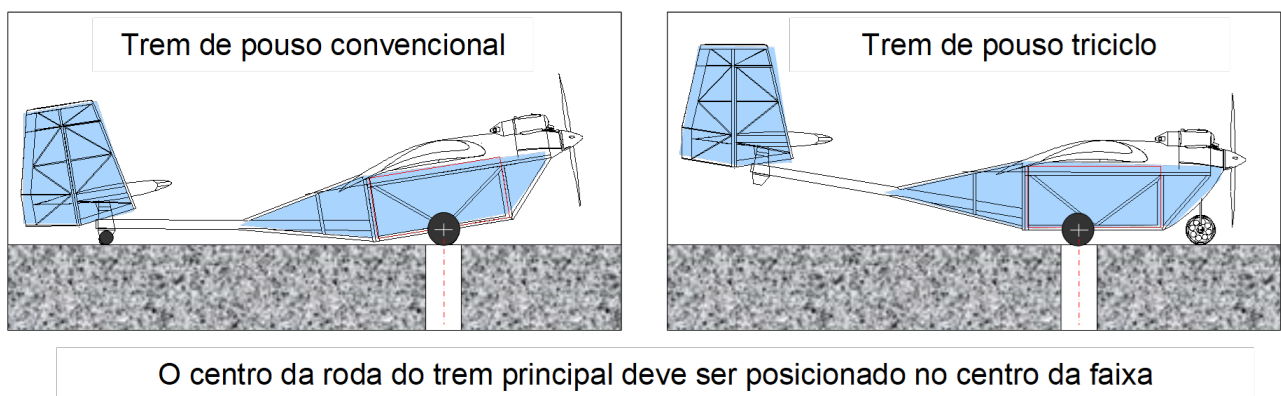 Trem de pouso convencional
Trem de pouso triciclo
O centro da roda do trem principal deve ser posicionado no centro da faixa